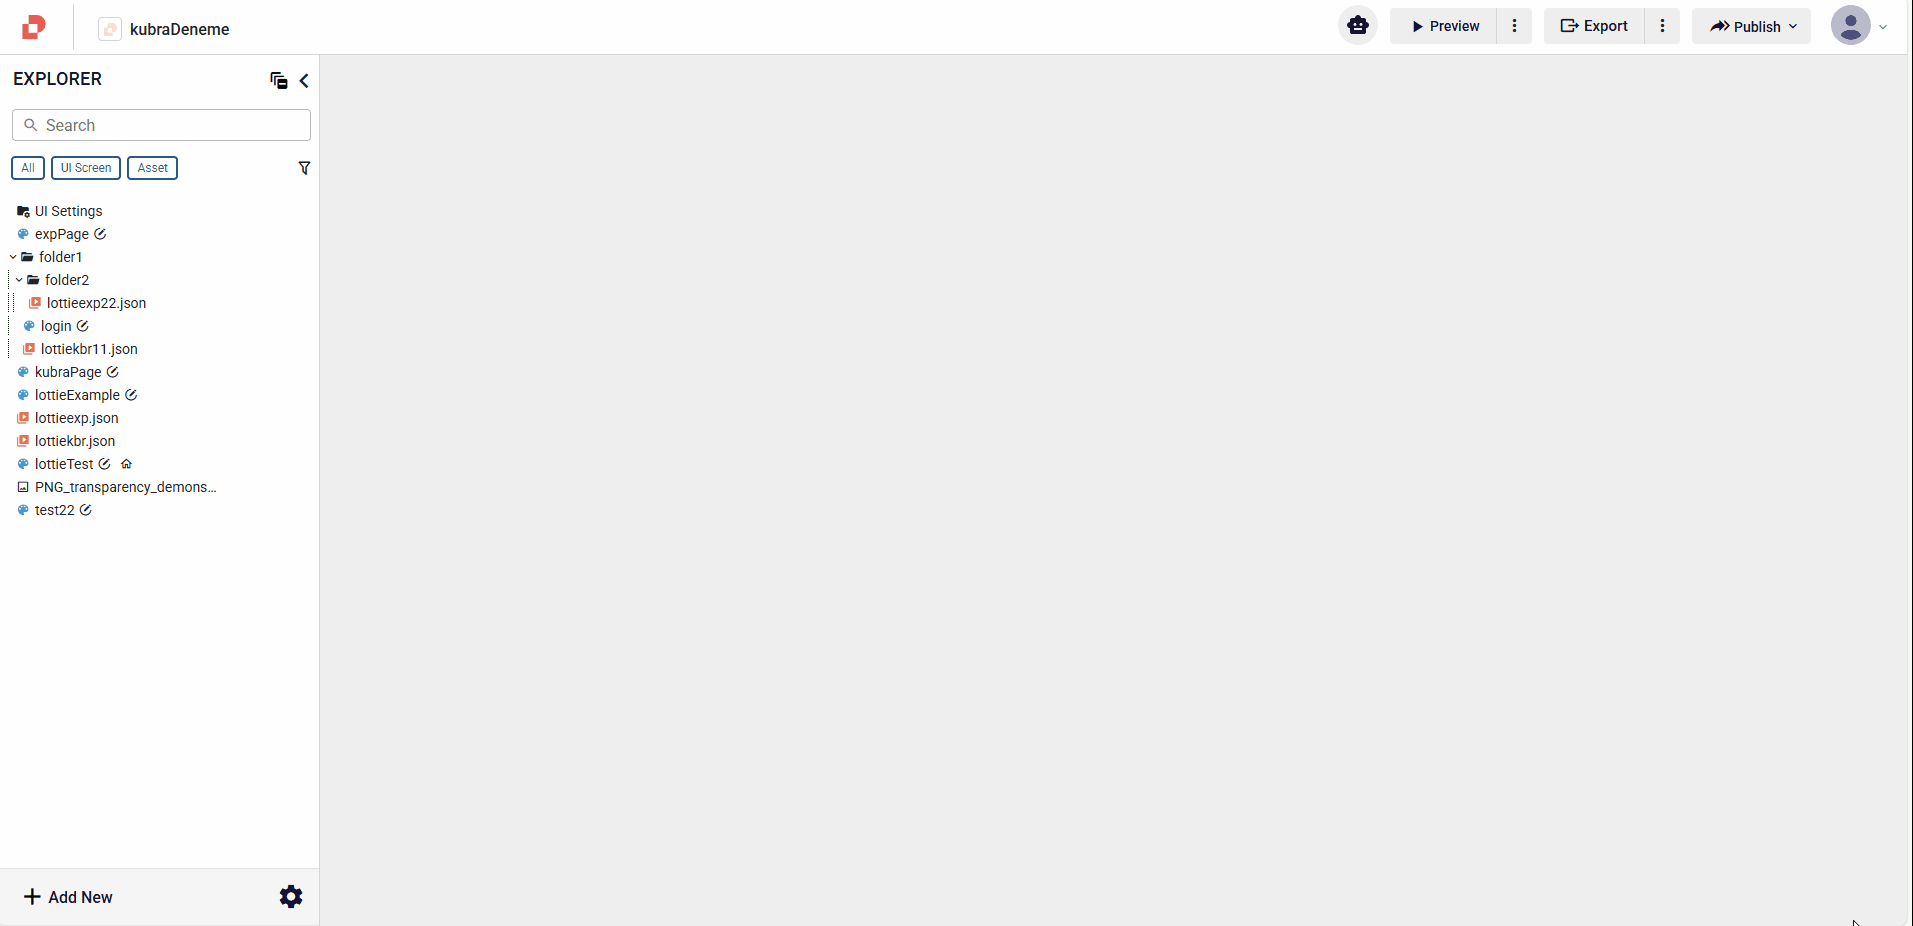 kubraDeneme
Preview
Export
Publish
EXPLORER
Search
All
UI Screen
Asset
UI Settings
expPage
folder1
folder2
lottieexp22.json
login
lottiekbr11.json
kubraPage
lottieExample
lottieexp.json
lottiekbr.json
lottieTest
PNG_transparency_demons...
test22
Add New